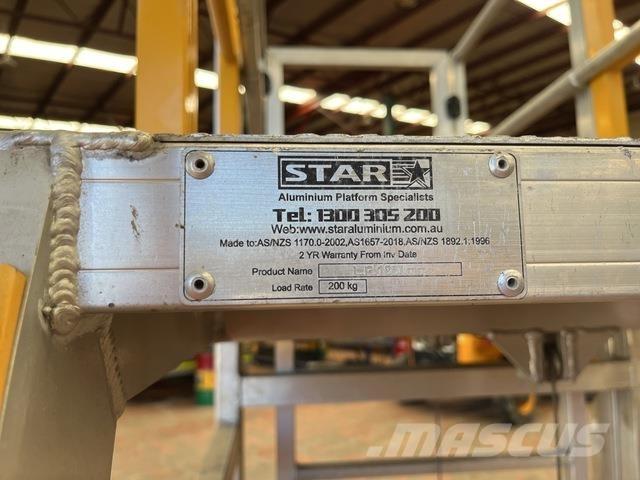 STAR
Aluminium Platform Specialists
Tel: 1300 305 200
Web:www.staraluminium.com.au
Made to:AS/NZS 1170.0-2002,AS1657-2018,AS/NZS 1892.1:1996
2 YR Warranty From Inv Date
Product Name
Load Rate 200 kg
MASCUS